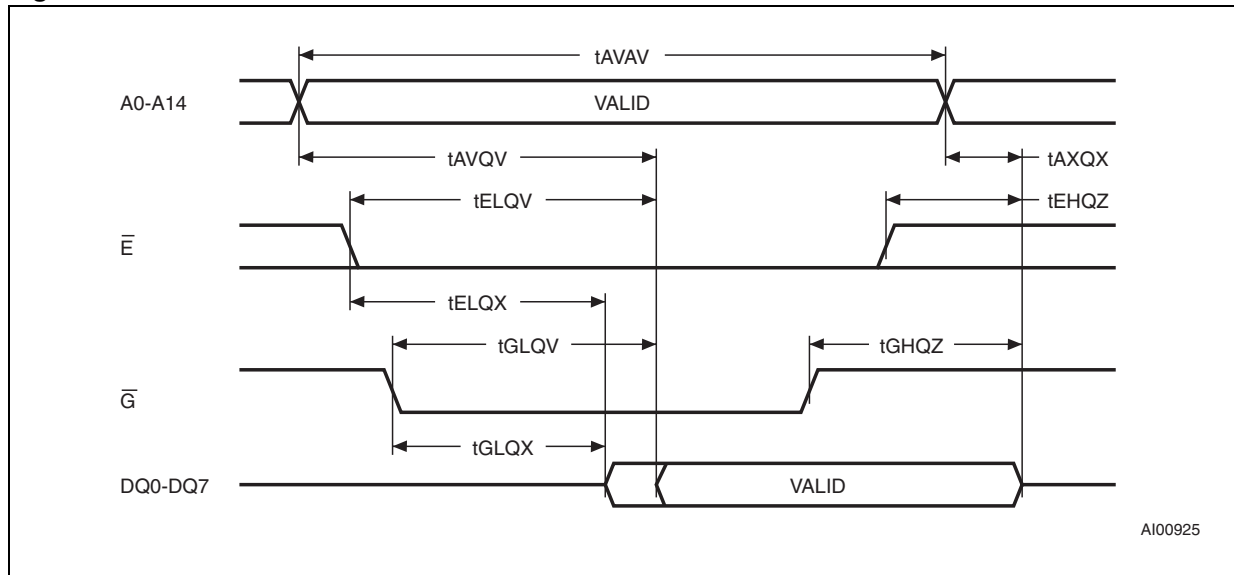 tAVAV
A0-A14
VALID
tAVQV
tAXQX
tELQV
tEHQZ
E̅
tELQX
tGLQV
tGHQZ
G̅
tGLQX
DQ0-DQ7
VALID
AI00925